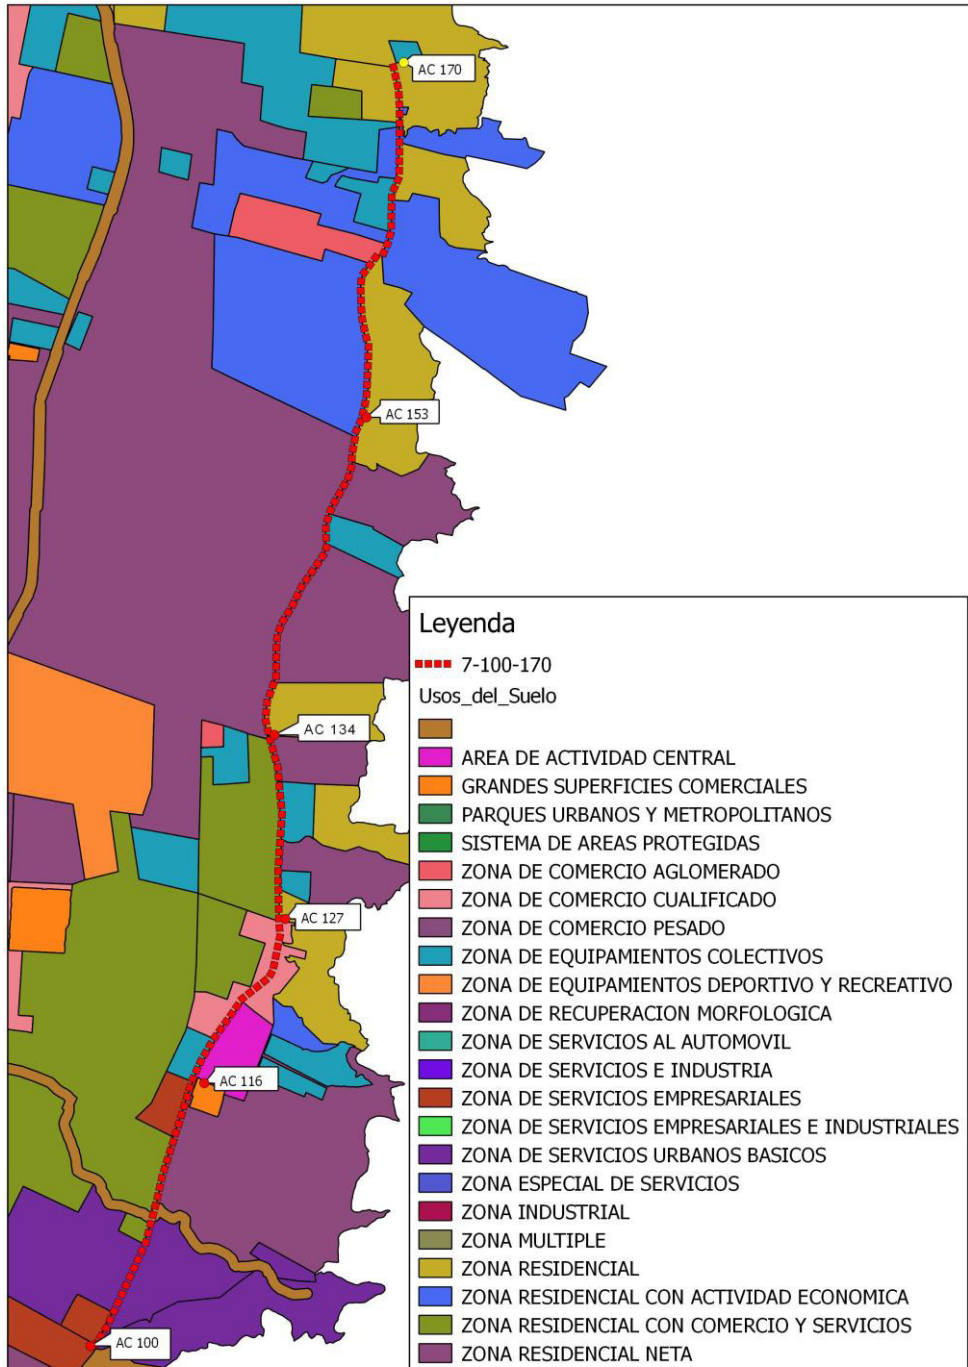 AC 170
AC 153
AC 134
AC 127
AC 116
AC 100
Leyenda
7-100-170
Usos_del_Suelo
AREA DE ACTIVIDAD CENTRAL
GRANDES SUPERFICIES COMERCIALES
PARQUES URBANOS Y METROPOLITANOS
SISTEMA DE AREAS PROTEGIDAS
ZONA DE COMERCIO AGLOMERADO
ZONA DE COMERCIO CUALIFICADO
ZONA DE COMERCIO PESADO
ZONA DE EQUIPAMIENTOS COLECTIVOS
ZONA DE EQUIPAMIENTOS DEPORTIVO Y RECREATIVO
ZONA DE RECUPERACION MORFOLOGICA
ZONA DE SERVICIOS AL AUTOMOVIL
ZONA DE SERVICIOS E INDUSTRIA
ZONA DE SERVICIOS EMPRESARIALES
ZONA DE SERVICIOS EMPRESARIALES E INDUSTRIALES
ZONA DE SERVICIOS URBANOS BASICOS
ZONA ESPECIAL DE SERVICIOS
ZONA INDUSTRIAL
ZONA MULTIPLE
ZONA RESIDENCIAL
ZONA RESIDENCIAL CON ACTIVIDAD ECONOMICA
ZONA RESIDENCIAL CON COMERCIO Y SERVICIOS
ZONA RESIDENCIAL NETA